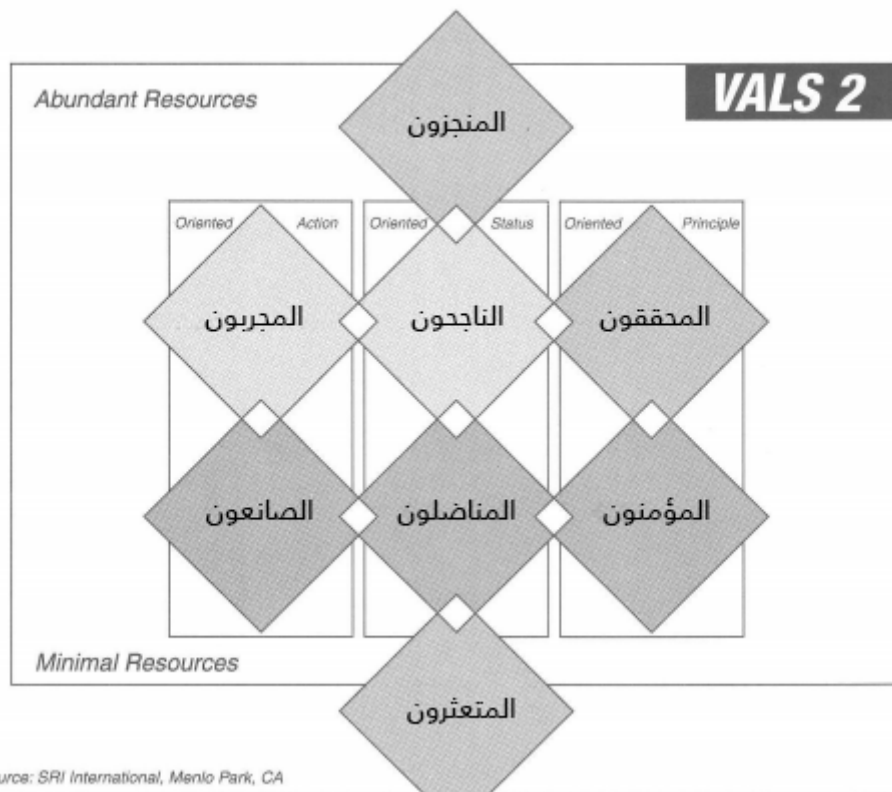 VALS 2
Abundant Resources
المنجزون
Oriented Action
Oriented Status
Oriented Principle
المجربون
الناجحون
المحققون
الصانعون
المناضلون
المؤمنون
Minimal Resources
المتعثرون
urce: SRI International, Menlo Park, CA